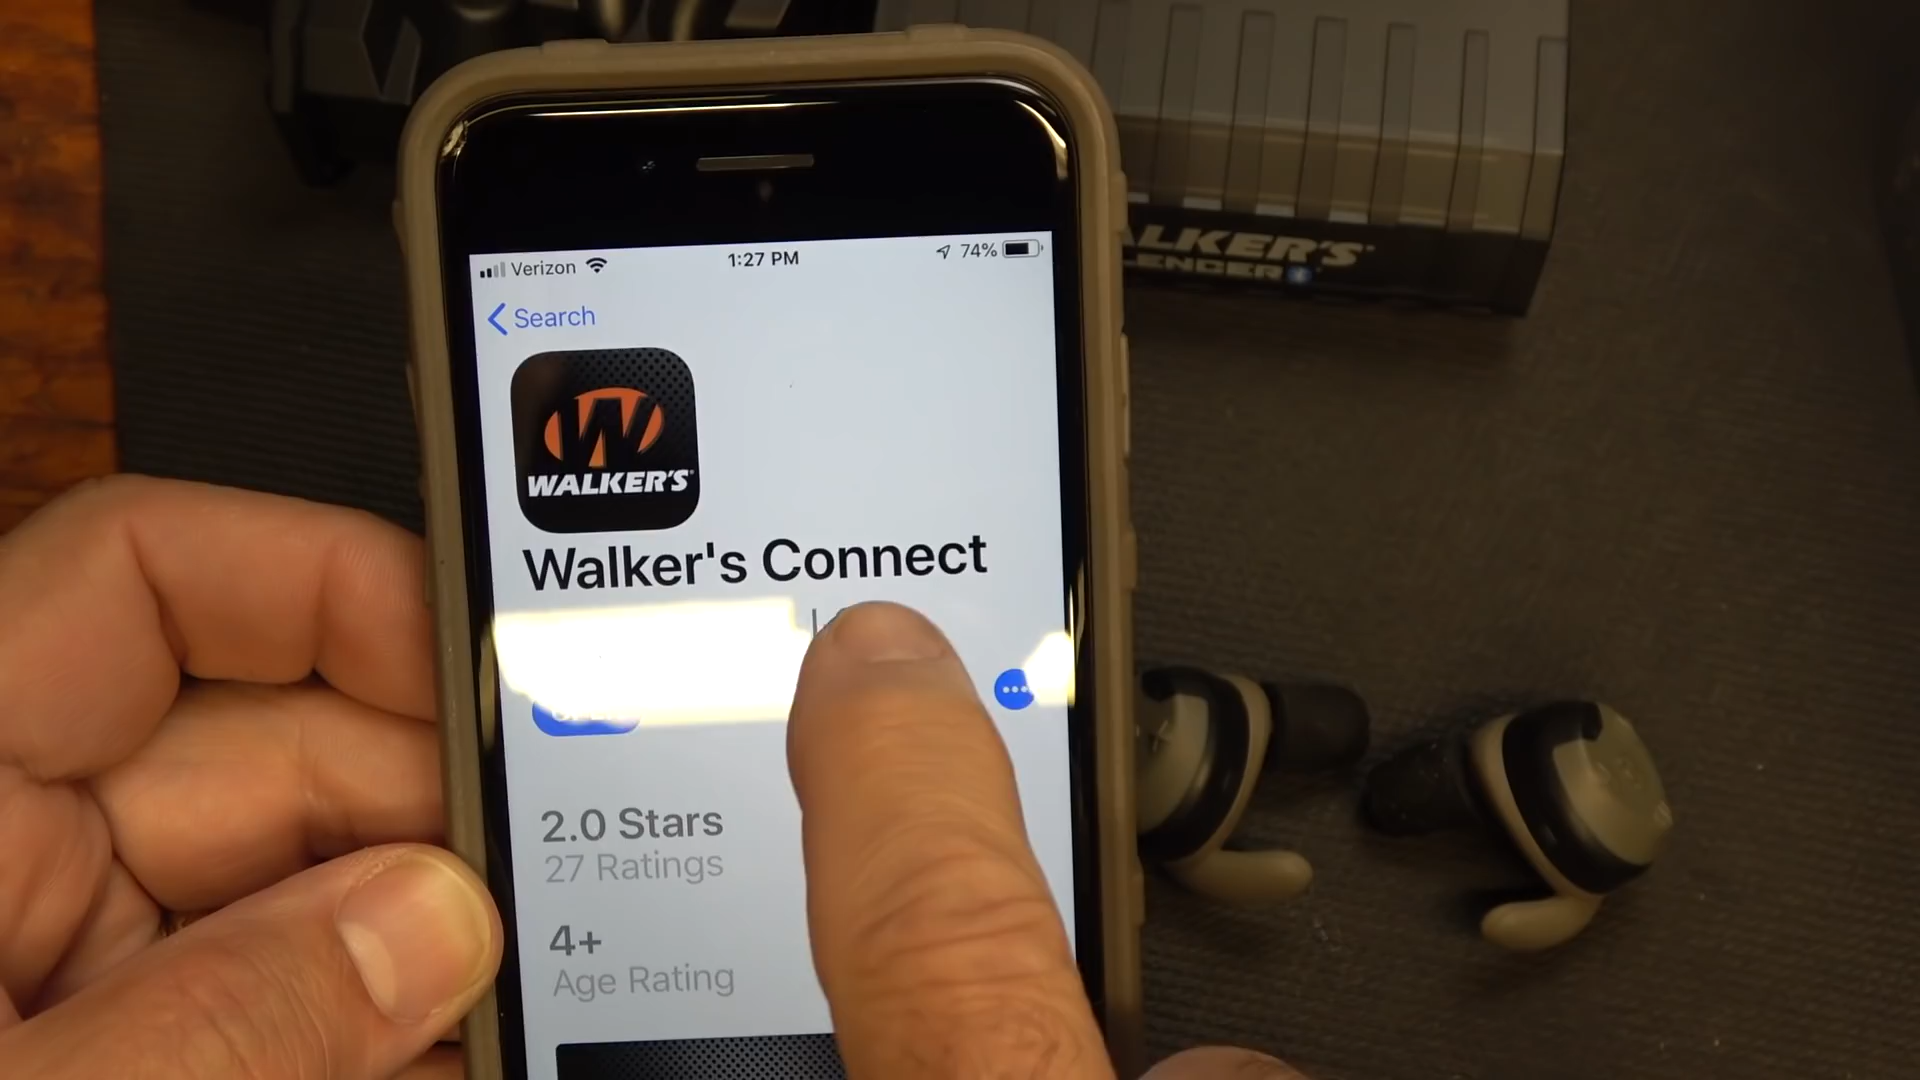 Verizon
1:27 PM
74%
Search
WALKER'S
Walker's Connect
2.0 Stars
27 Ratings
4+
Age Rating